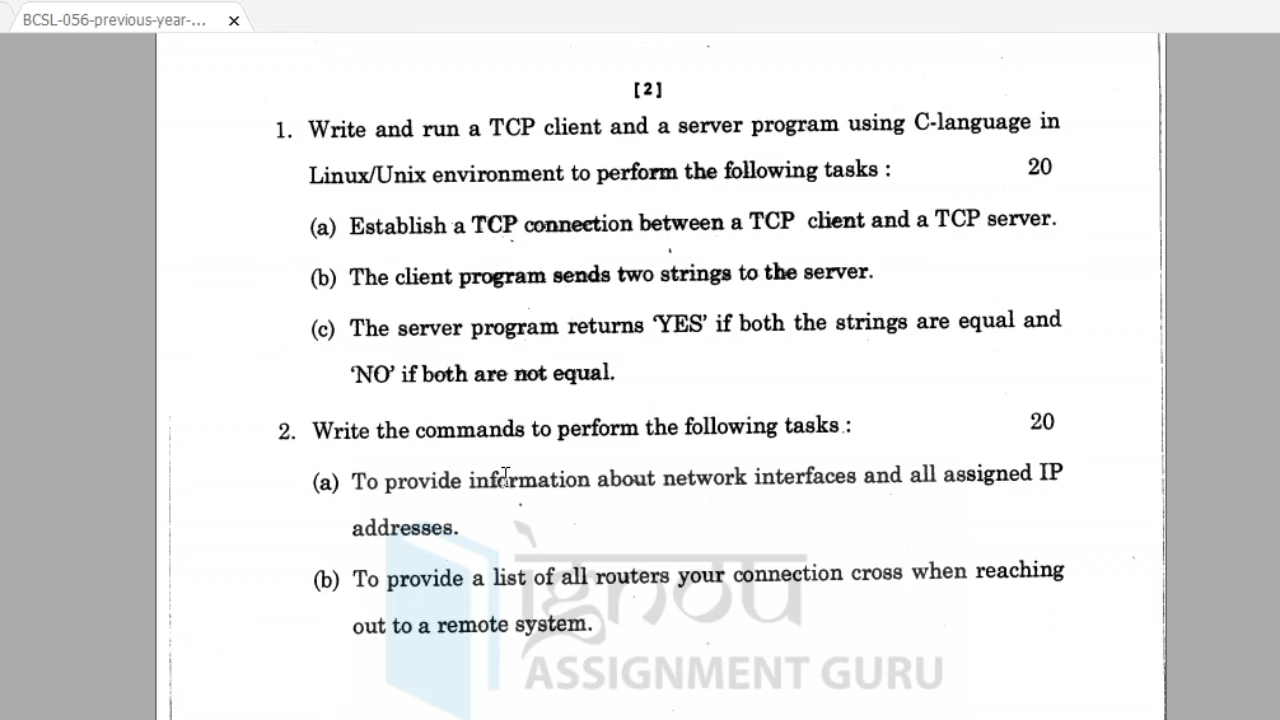 BCSL-056-previous-year-...
[2]
1. Write and run a TCP client and a server program using C-language in
Linux/Unix environment to perform the following tasks : 20
(a) Establish a TCP connection between a TCP client and a TCP server.
(b) The client program sends two strings to the server.
(c) The server program returns ‘YES’ if both the strings are equal and
‘NO’ if both are not equal.
2. Write the commands to perform the following tasks : 20
(a) To provide information about network interfaces and all assigned IP
addresses.
(b) To provide a list of all routers your connection cross when reaching
out to a remote system.
इgnou
ASSIGNMENT GURU